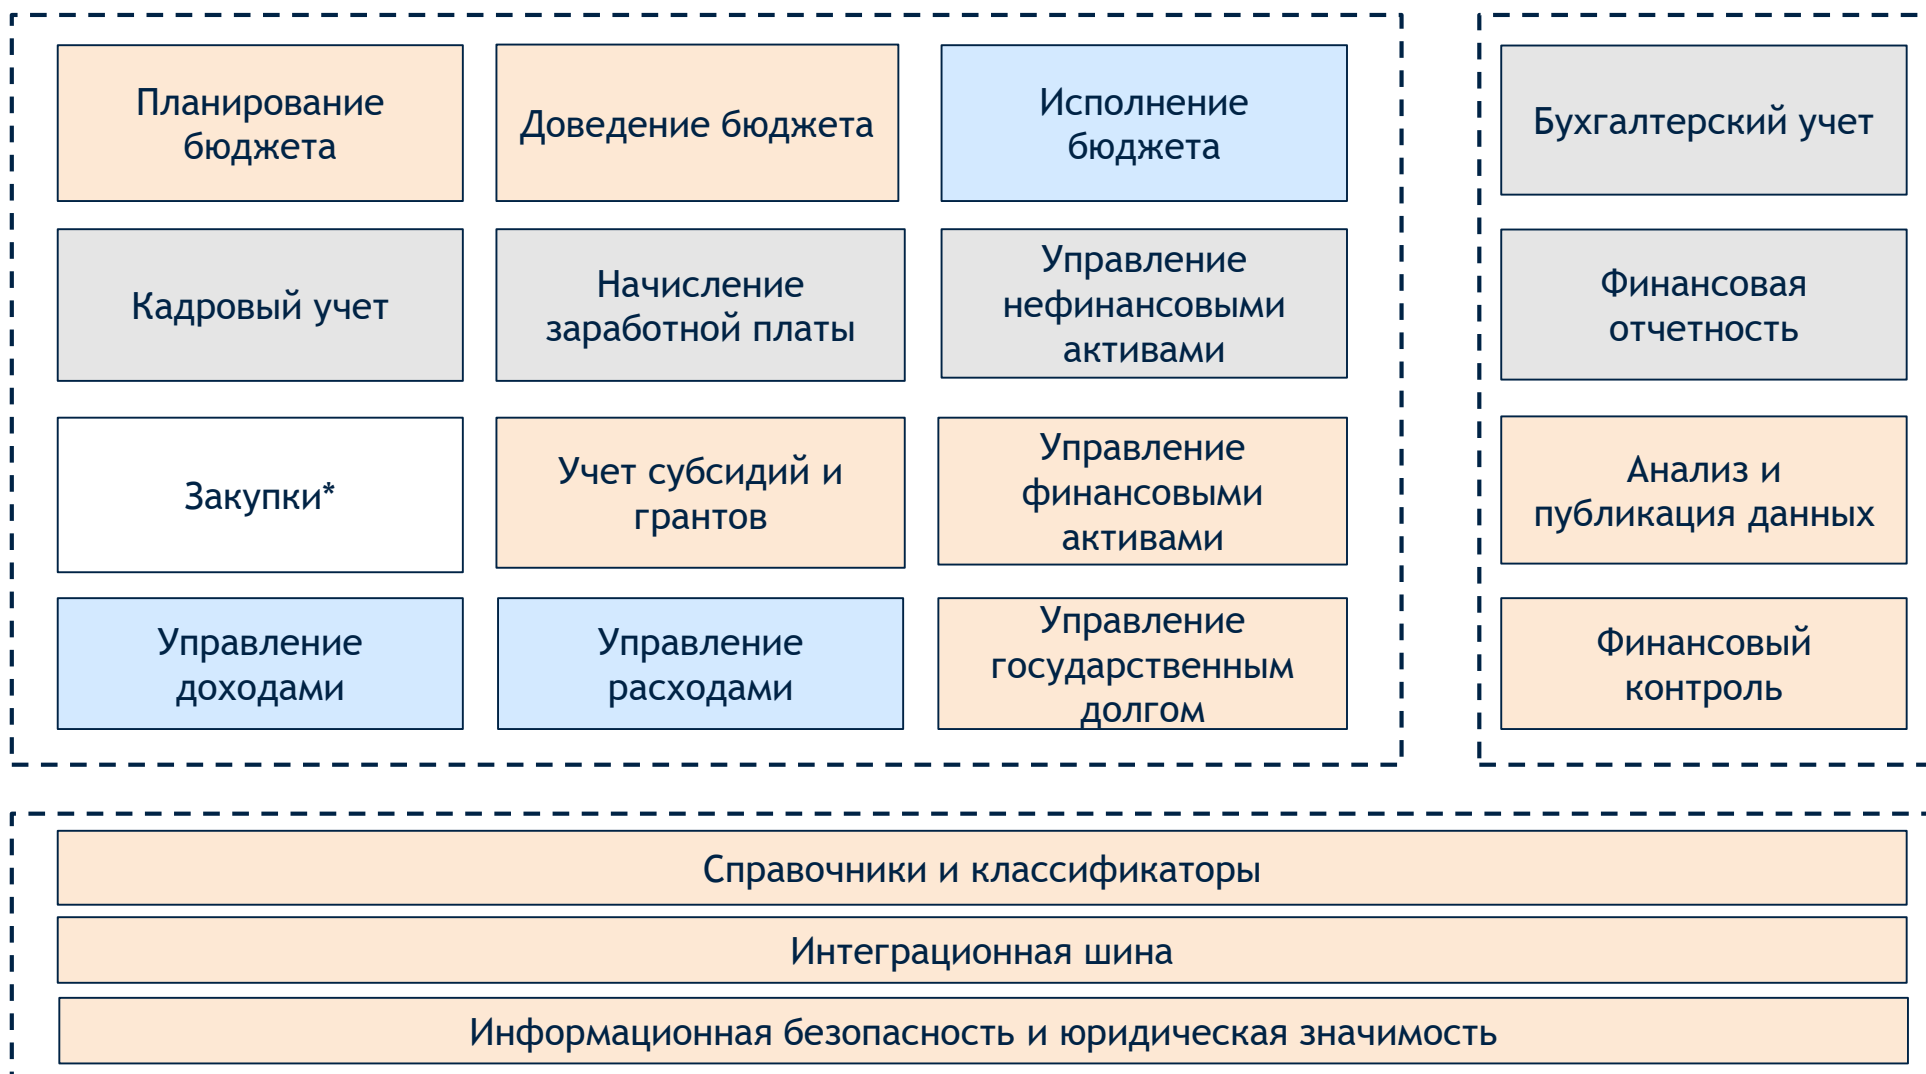 Планирование
бюджета
Доведение бюджета
Исполнение
бюджета
Бухгалтерский учет
Кадровый учет
Начисление
заработной платы
Управление
нефинансовыми
активами
Финансовая
отчетность
Закупки*
Учет субсидий и
грантов
Управление
финансовыми
активами
Анализ и
публикация данных
Управление
доходами
Управление
расходами
Управление
государственным
долгом
Финансовый
контроль
Справочники и классификаторы
Интеграционная шина
Информационная безопасность и юридическая значимость